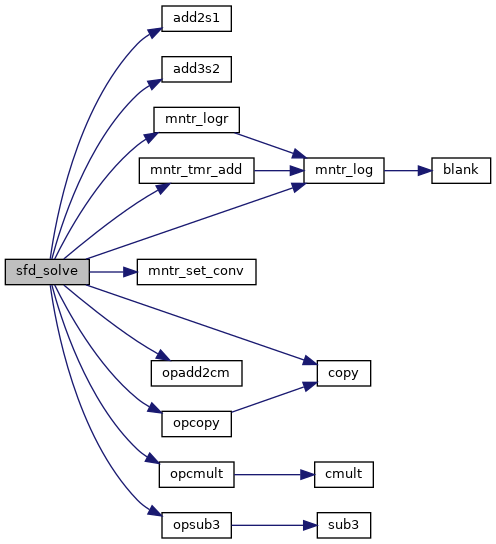 add2s1
add3s2
mntr_logr
mntr_tmr_add
mntr_log
blank
sfd_solve
mntr_set_conv
opadd2cm
copy
opcopy
opcmult
cmult
opsub3
sub3